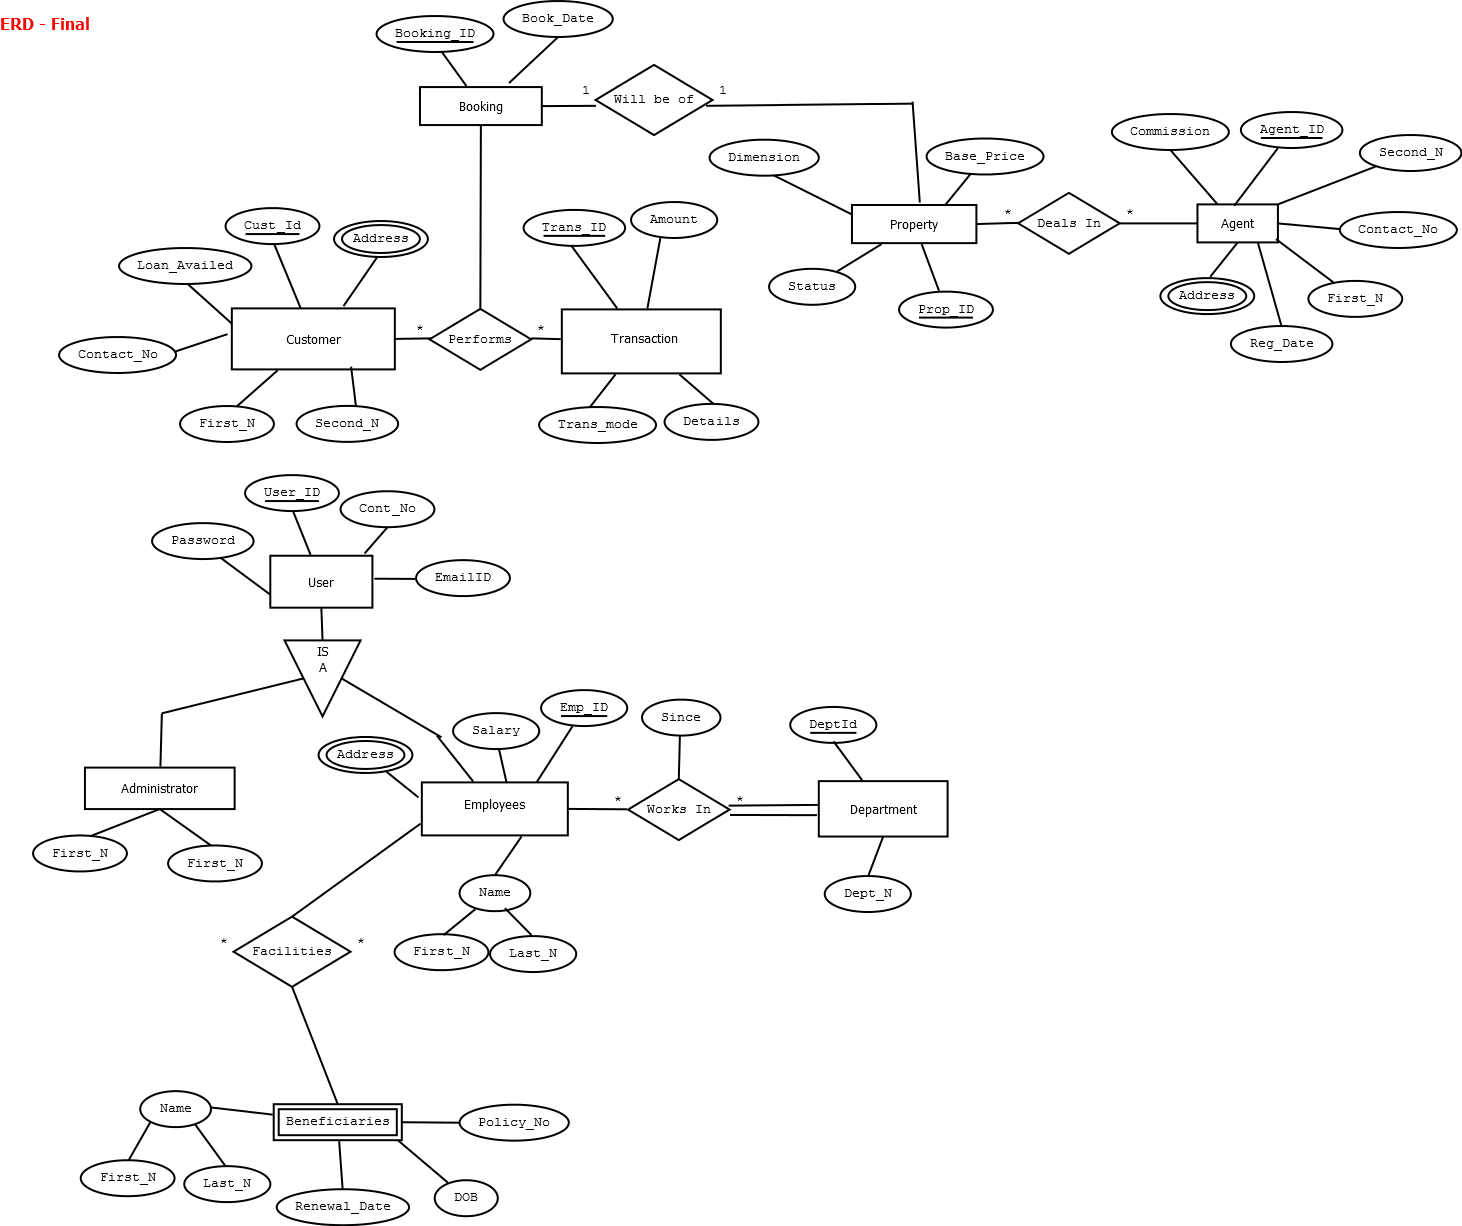 ERD - Final
Booking_ID
Book_Date
Booking
1
Will be of
1
Dimension
Base_Price
Commission
Agent_ID
Second_N
Cust_Id
Address
Trans_ID
Amount
Property
*
Deals In
*
Agent
Contact_No
Loan_Availed
Status
Prop_ID
Address
First_N
Reg_Date
Contact_No
Customer
*
Performs
*
Transaction
First_N
Second_N
Trans_mode
Details
User_ID
Cont_No
Password
User
EmailID
IS
A
Address
Salary
Emp_ID
Since
DeptId
Administrator
Employees
*
Works In
*
Department
First_N
First_N
Name
Dept_N
First_N
Last_N
*
Facilities
*
Name
Beneficiaries
Policy_No
First_N
Last_N
Renewal_Date
DOB